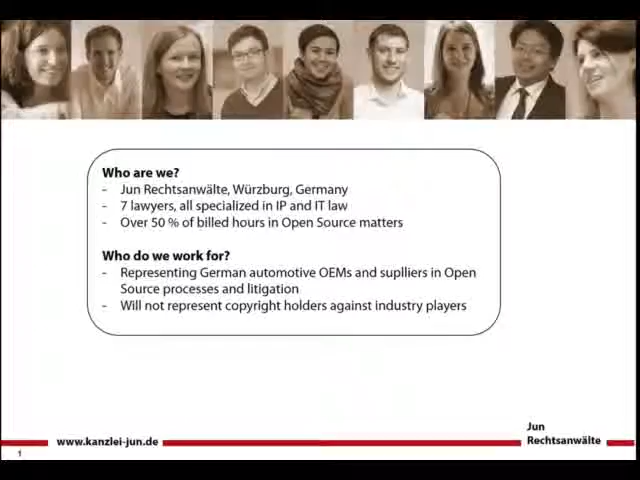 Who are we?
- Jun Rechtsanwälte, Würzburg, Germany
- 7 lawyers, all specialized in IP and IT law
- Over 50 % of billed hours in Open Source matters
Who do we work for?
- Representing German automotive OEMs and suplliers in Open
Source processes and litigation
- Will not represent copyright holders against industry players
Jun
www.kanzlei-jun.de
Rechtsanwälte
1